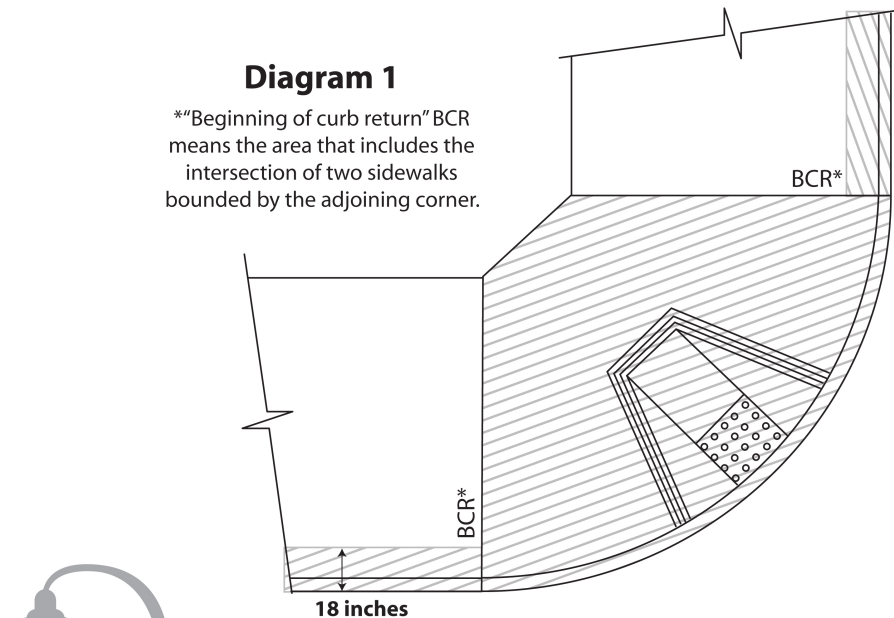 Diagram 1
*“Beginning of curb return” BCR
means the area that includes the
intersection of two sidewalks
bounded by the adjoining corner.
BCR*
BCR*
18 inches